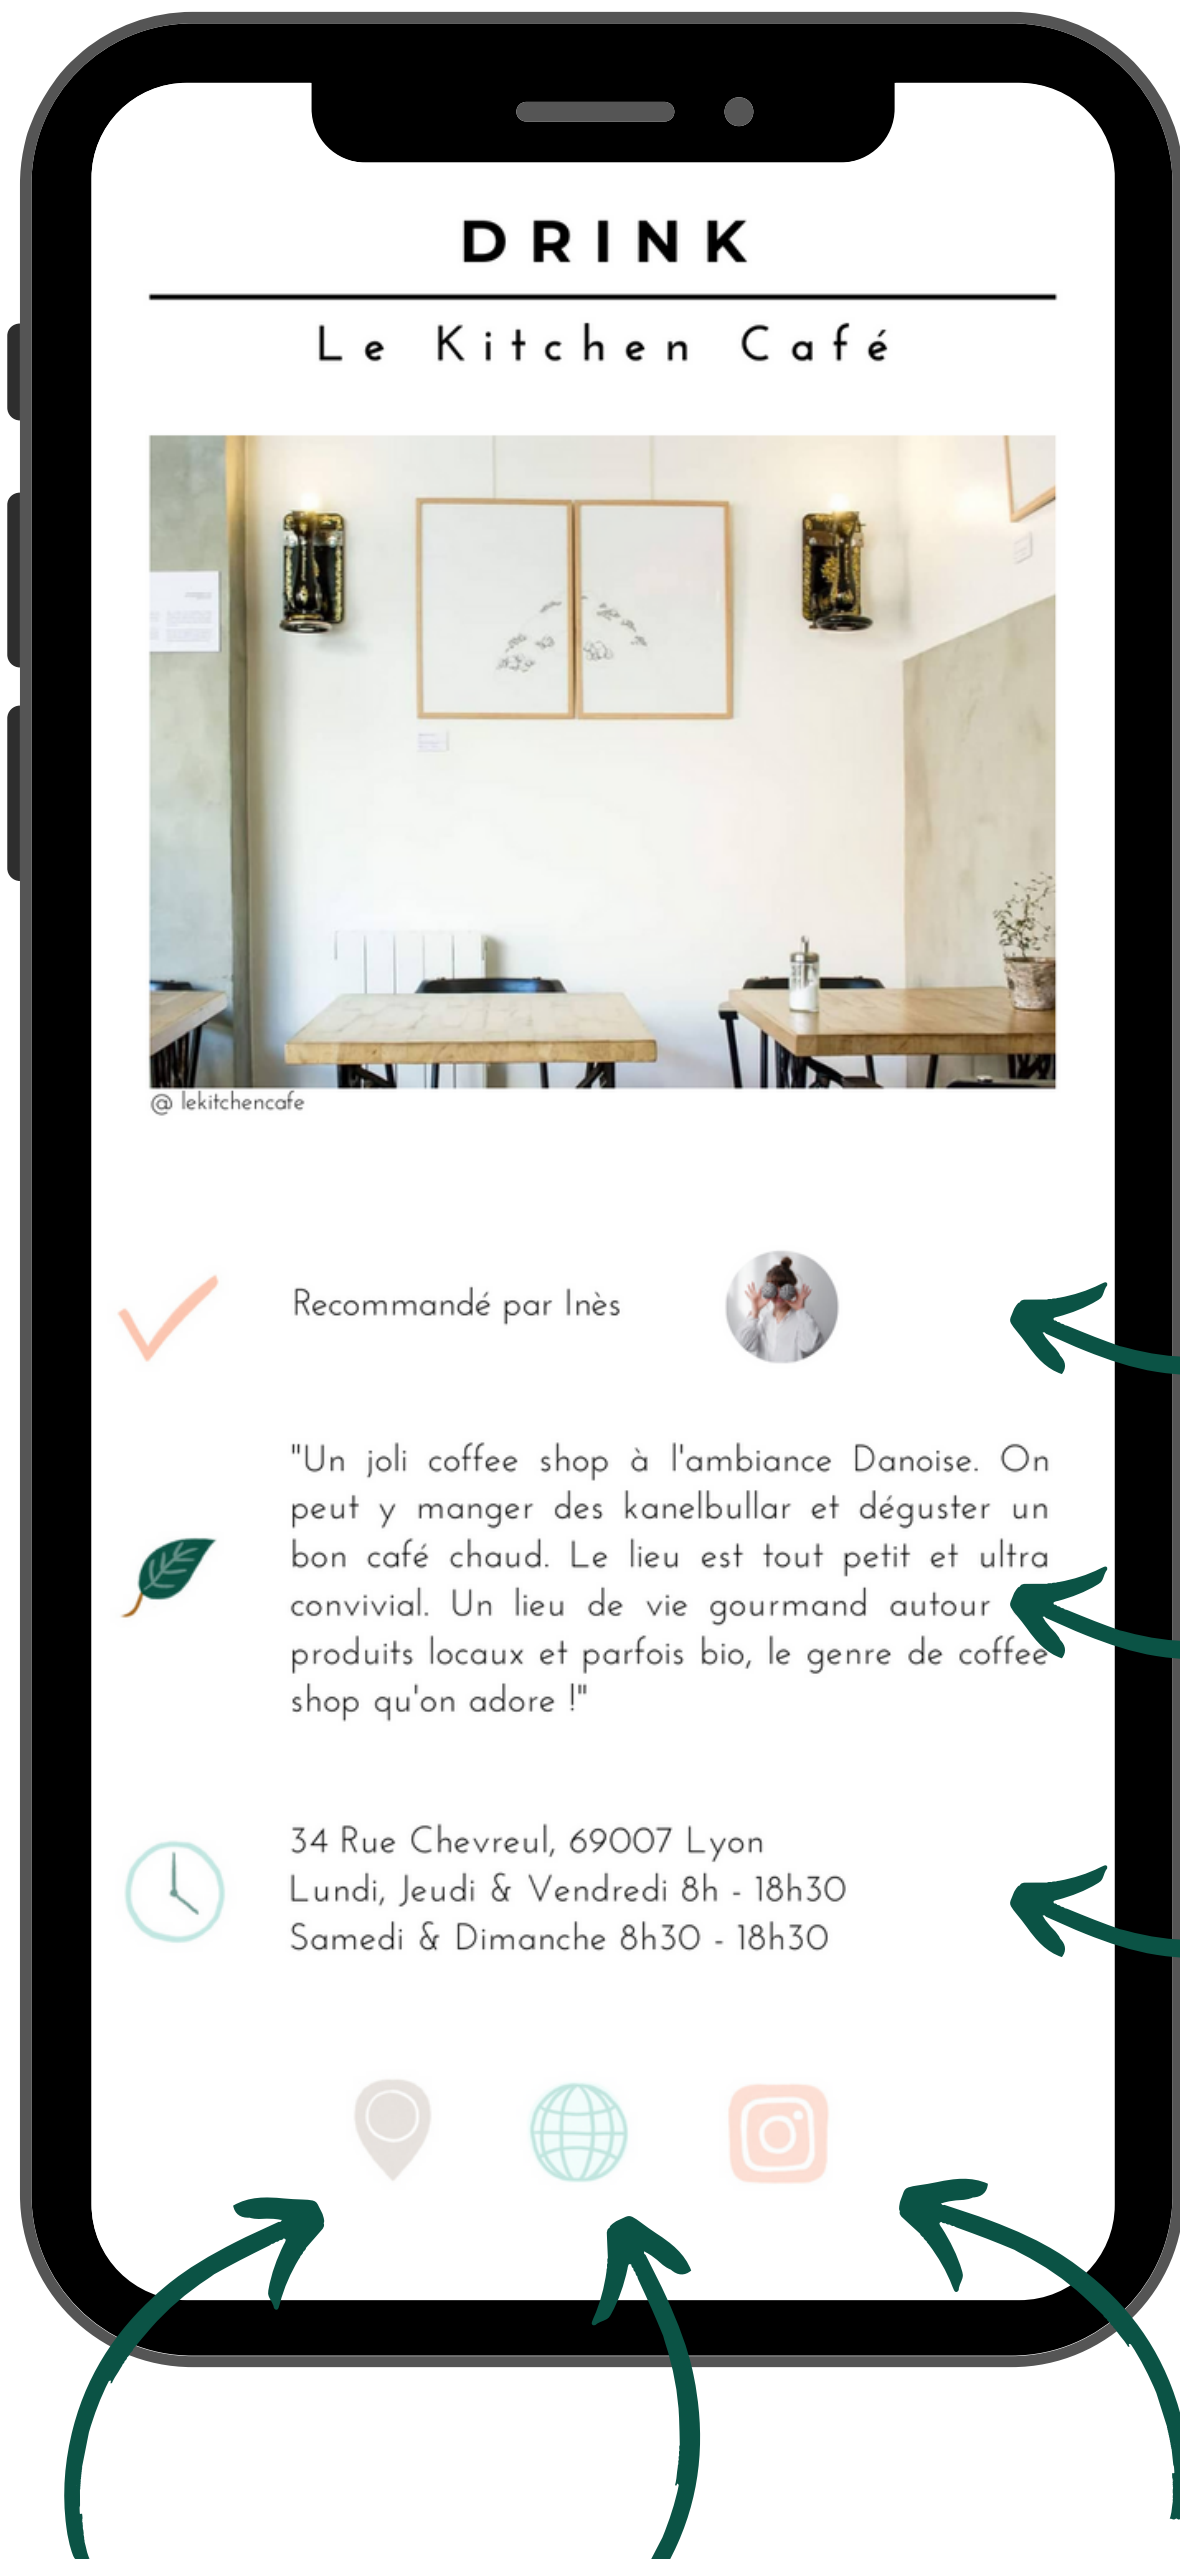 DRINK
Le Kitchen Café
@ lekitchencafe
Recommandé par Inès
"Un joli coffee shop à l'ambiance Danoise. On
peut y manger des kanelbullar et déguster un
bon café chaud. Le lieu est tout petit et ultra
convivial. Un lieu de vie gourmand autour
produits locaux et parfois bio, le genre de coffee
shop qu'on adore !"
34 Rue Chevreul, 69007 Lyon
Lundi, Jeudi & Vendredi 8h - 18h30
Samedi & Dimanche 8h30 - 18h30